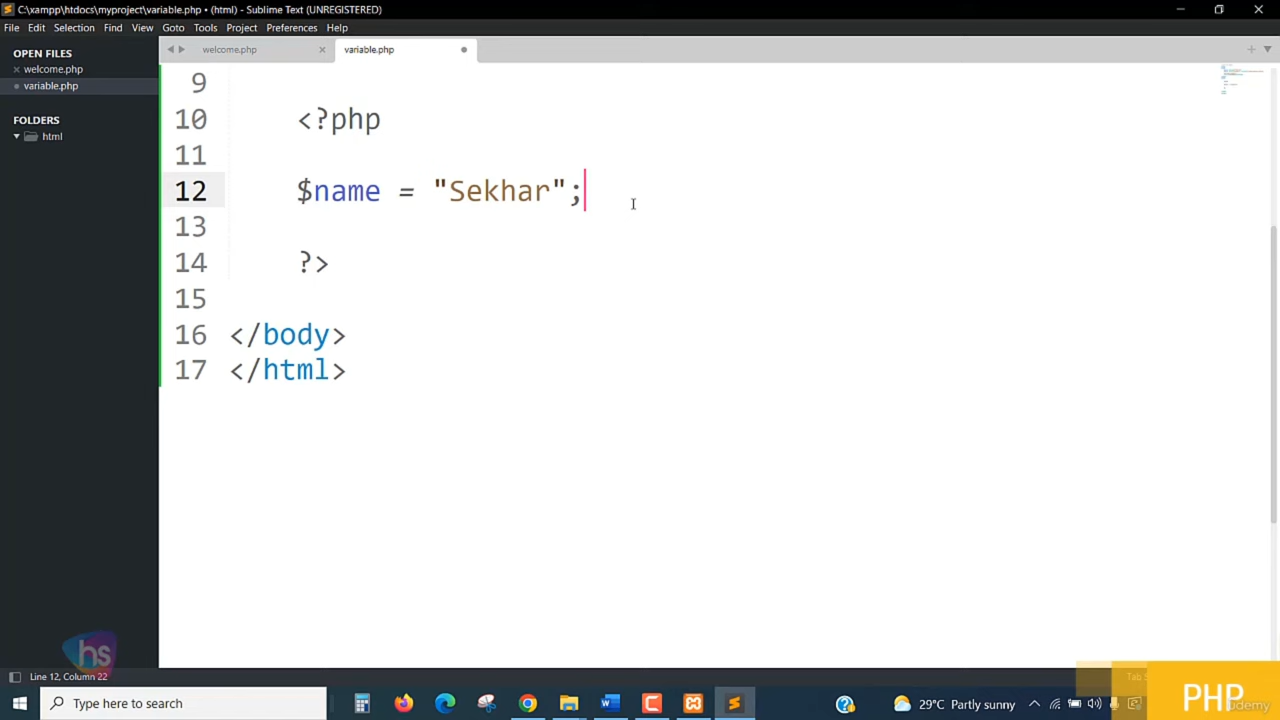 C:\xampp\htdocs\myproject\variable.php • (html) - Sublime Text (UNREGISTERED)
File Edit Selection Find View Goto Tools Project Preferences Help
OPEN FILES
welcome.php
variable.php
FOLDERS
html
welcome.php
variable.php
9
10 <?php
11
12 $name = "Sekhar";
13
14 ?>
15
16 </body>
17 </html>
hs
Line 12, Column 22
Tab S
Type here to search
29°C Partly sunny
PHP
Udemy